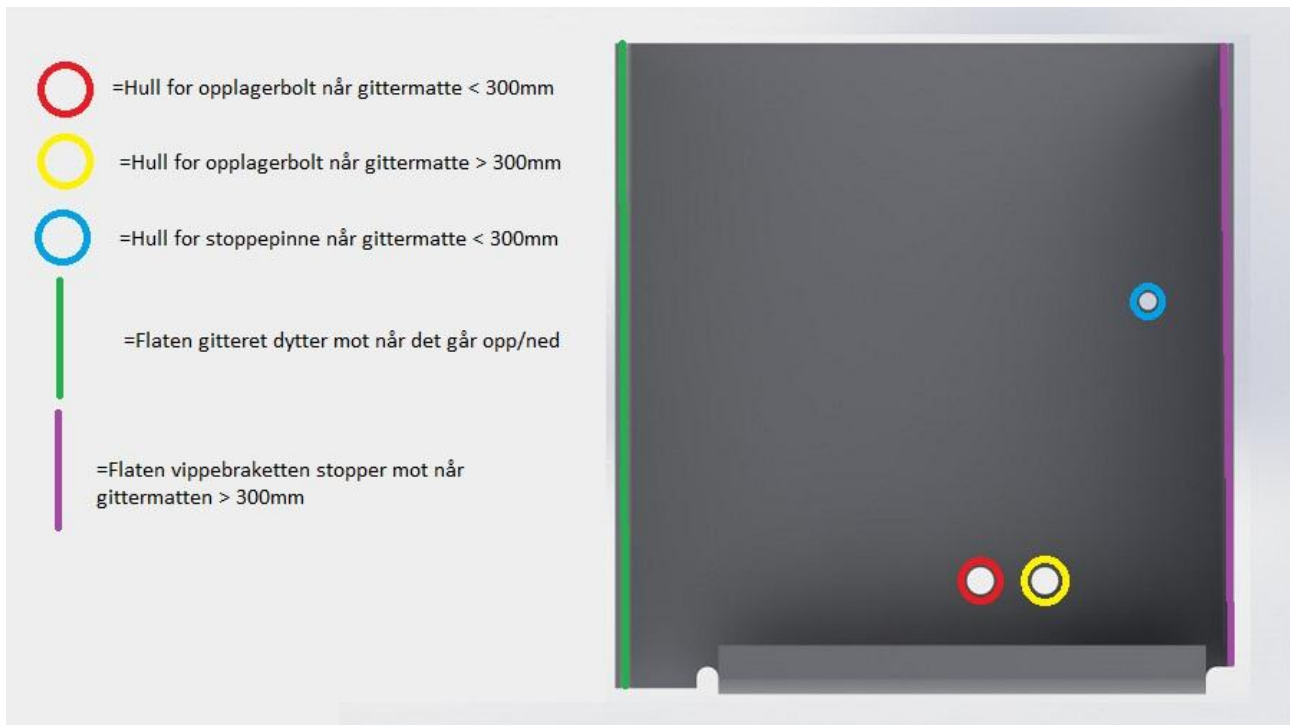 =Hull for opplagerbolt når gittermatte < 300mm
=Hull for opplagerbolt når gittermatte > 300mm
=Hull for stoppepinne når gittermatte < 300mm
=Flaten gitteret dytter mot når det går opp/ned
=Flaten vippebraketten stopper mot når
gittermatten > 300mm